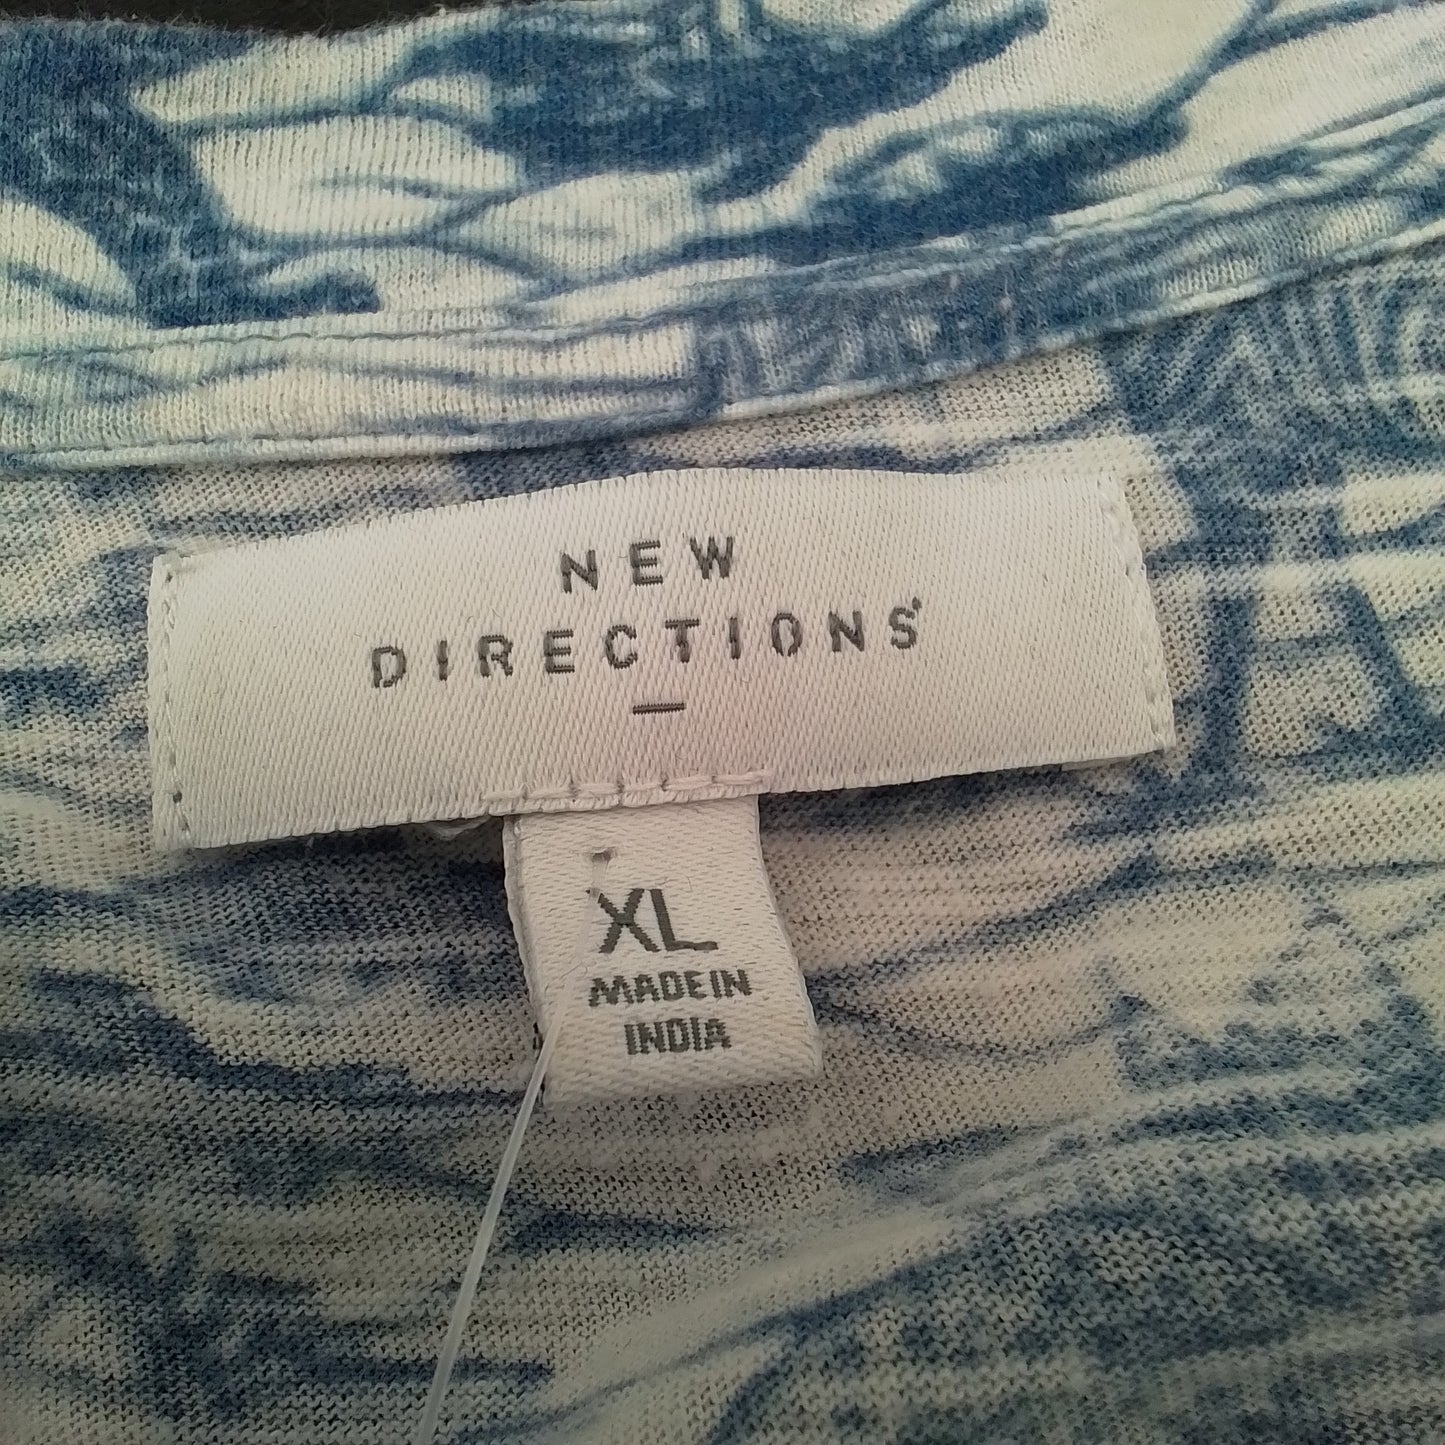 NEW
DIRECTIONS
XL
MADE IN
INDIA